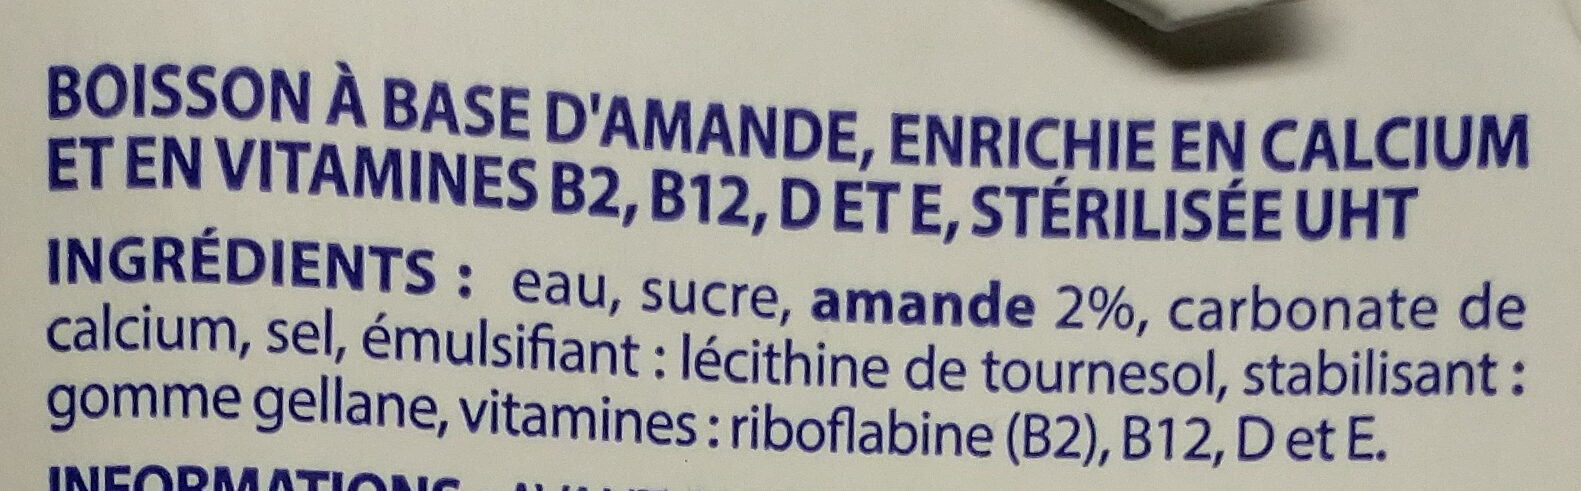 BOISSON À BASE D'AMANDE, ENRICHIE EN CALCIUM
ET EN VITAMINES B2, B12, D ET E, STÉRILISÉE UHT
INGRÉDIENTS : eau, sucre, amande 2%, carbonate de
calcium, sel, émulsifiant : lécithine de tournesol, stabilisant :
gomme gellane, vitamines : riboflabine (B2), B12, D et E.
INFORMATIONS